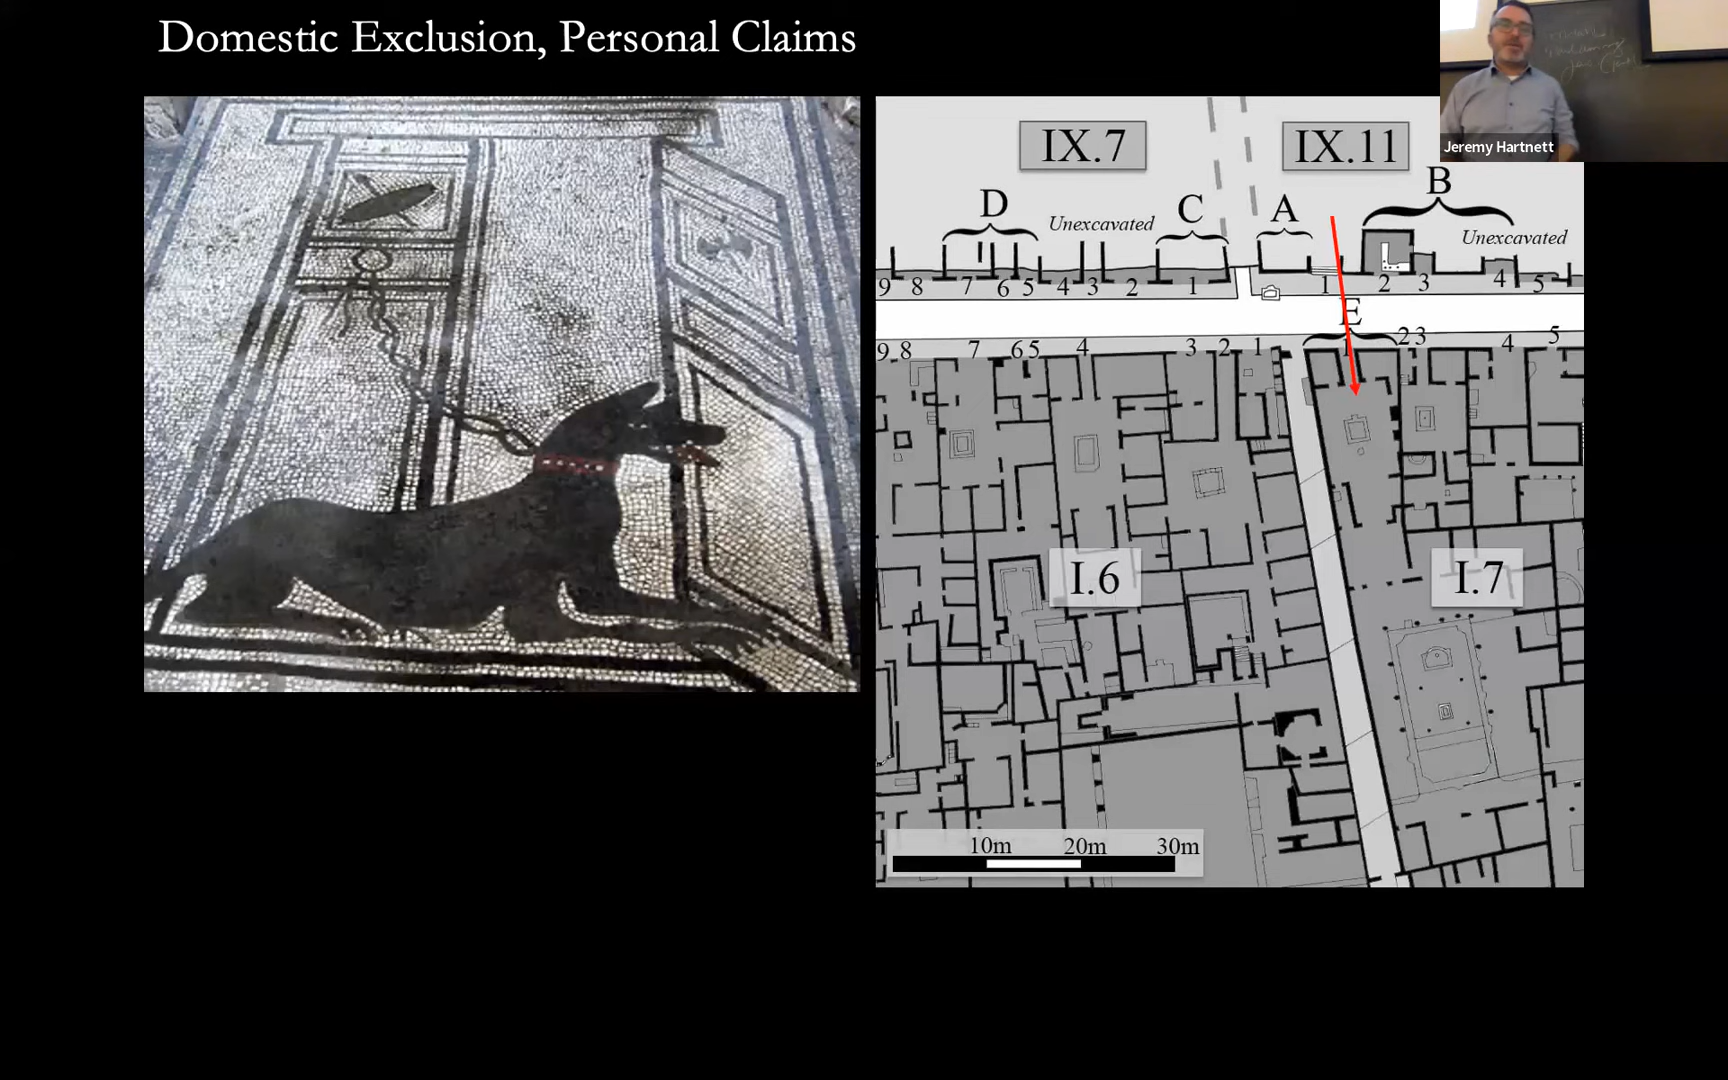 Domestic Exclusion, Personal Claims
Jeremy Hartnett
IX.7
IX.11
D
Unexcavated
C
A
B
Unexcavated
9 8 7 6 5 4 3 2 1 1 2 3 4 5
E
9 8 7 6 5 4 3 2 1 1 2 3 4 5
I.6
I.7
10m 20m 30m